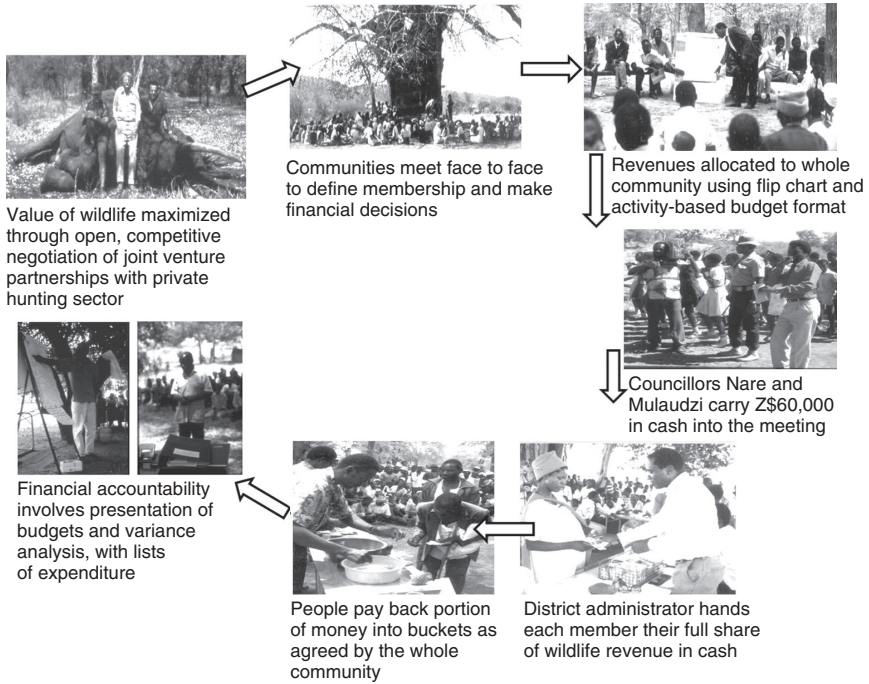 Value of wildlife maximized
through open, competitive
negotiation of joint venture
partnerships with private
hunting sector
Communities meet face to face
to define membership and make
financial decisions
Revenues allocated to whole
community using flip chart and
activity-based budget format
Councillors Nare and
Mulaudzi carry Z$60,000
in cash into the meeting
District administrator hands
each member their full share
of wildlife revenue in cash
People pay back portion
of money into buckets as
agreed by the whole
community
Financial accountability
involves presentation of
budgets and variance
analysis, with lists
of expenditure